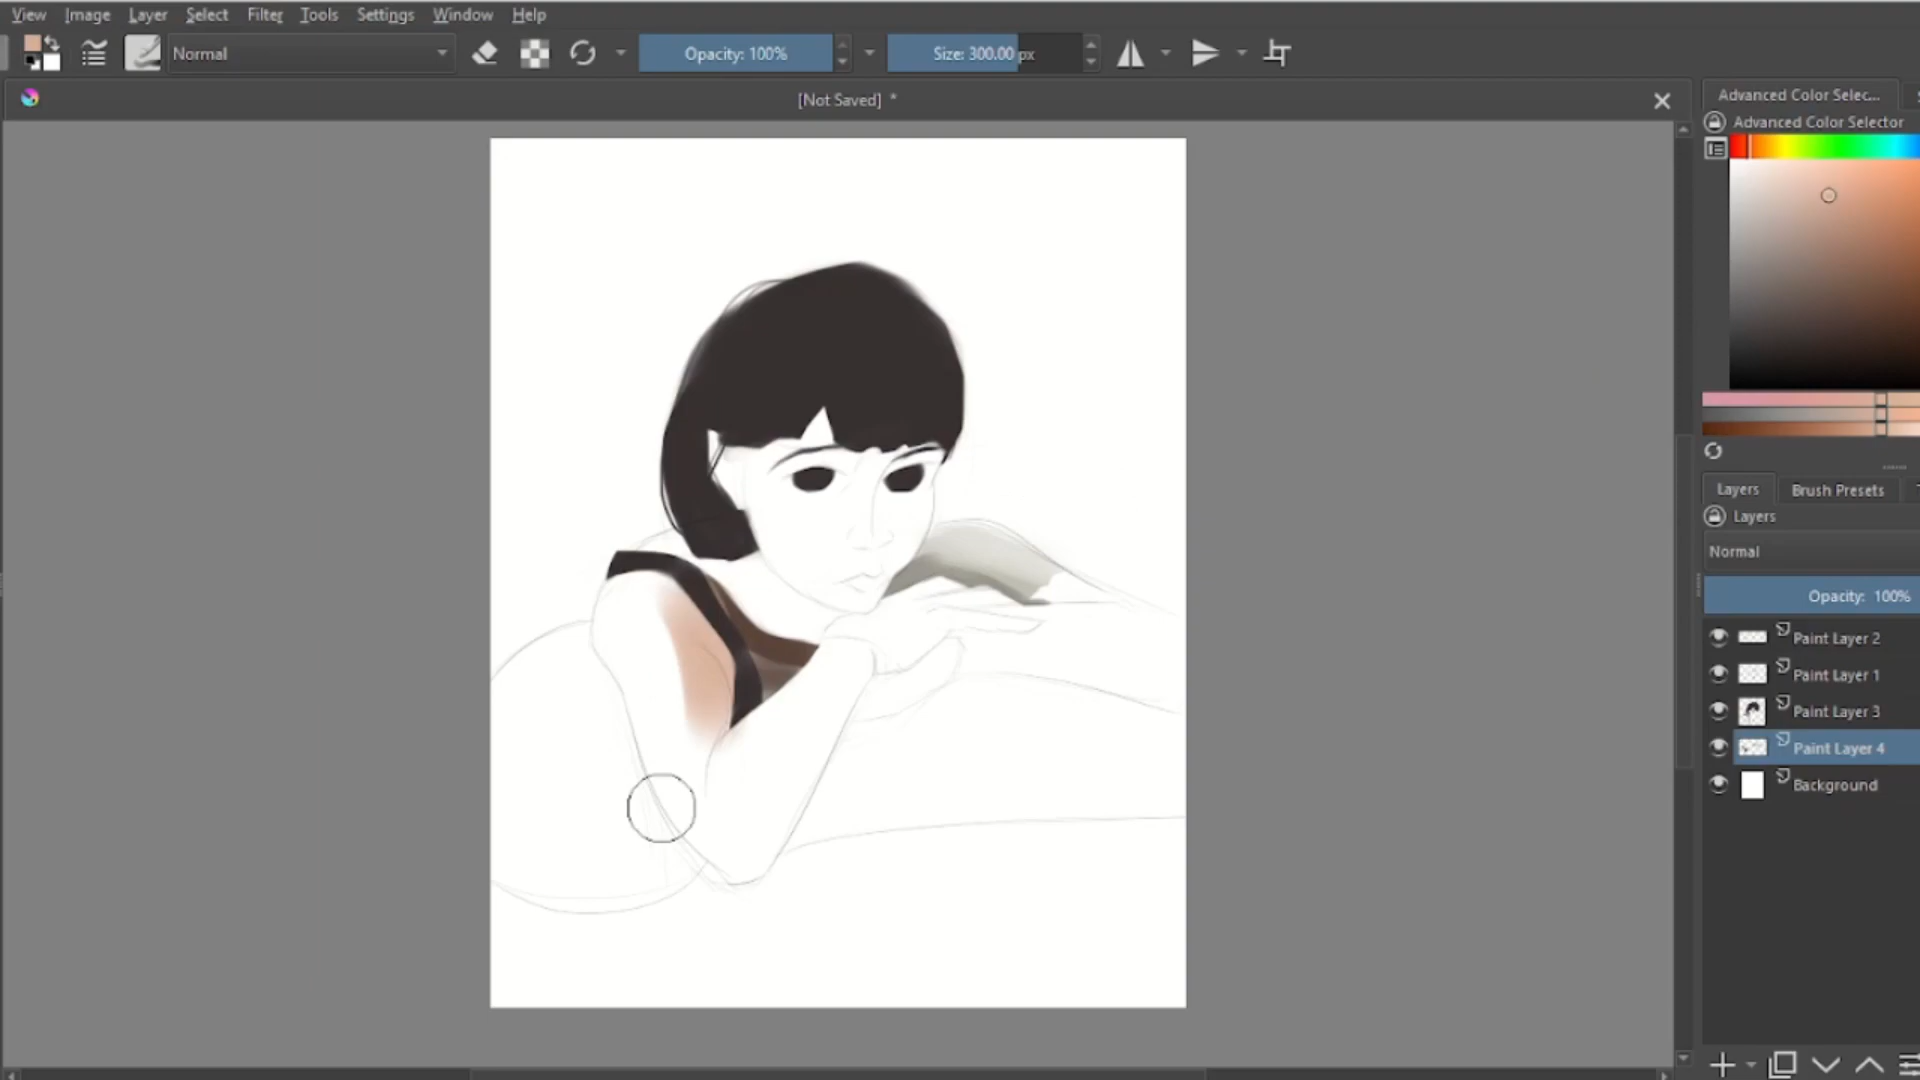 View Image Layer Select Filter Tools Settings Window Help
Normal Opacity: 100% Size: 300.00 px
[Not Saved] *
Advanced Color Selec...
Advanced Color Selector
Layers Brush Presets
Layers
Normal
Opacity: 100%
Paint Layer 2
Paint Layer 1
Paint Layer 3
Paint Layer 4
Background